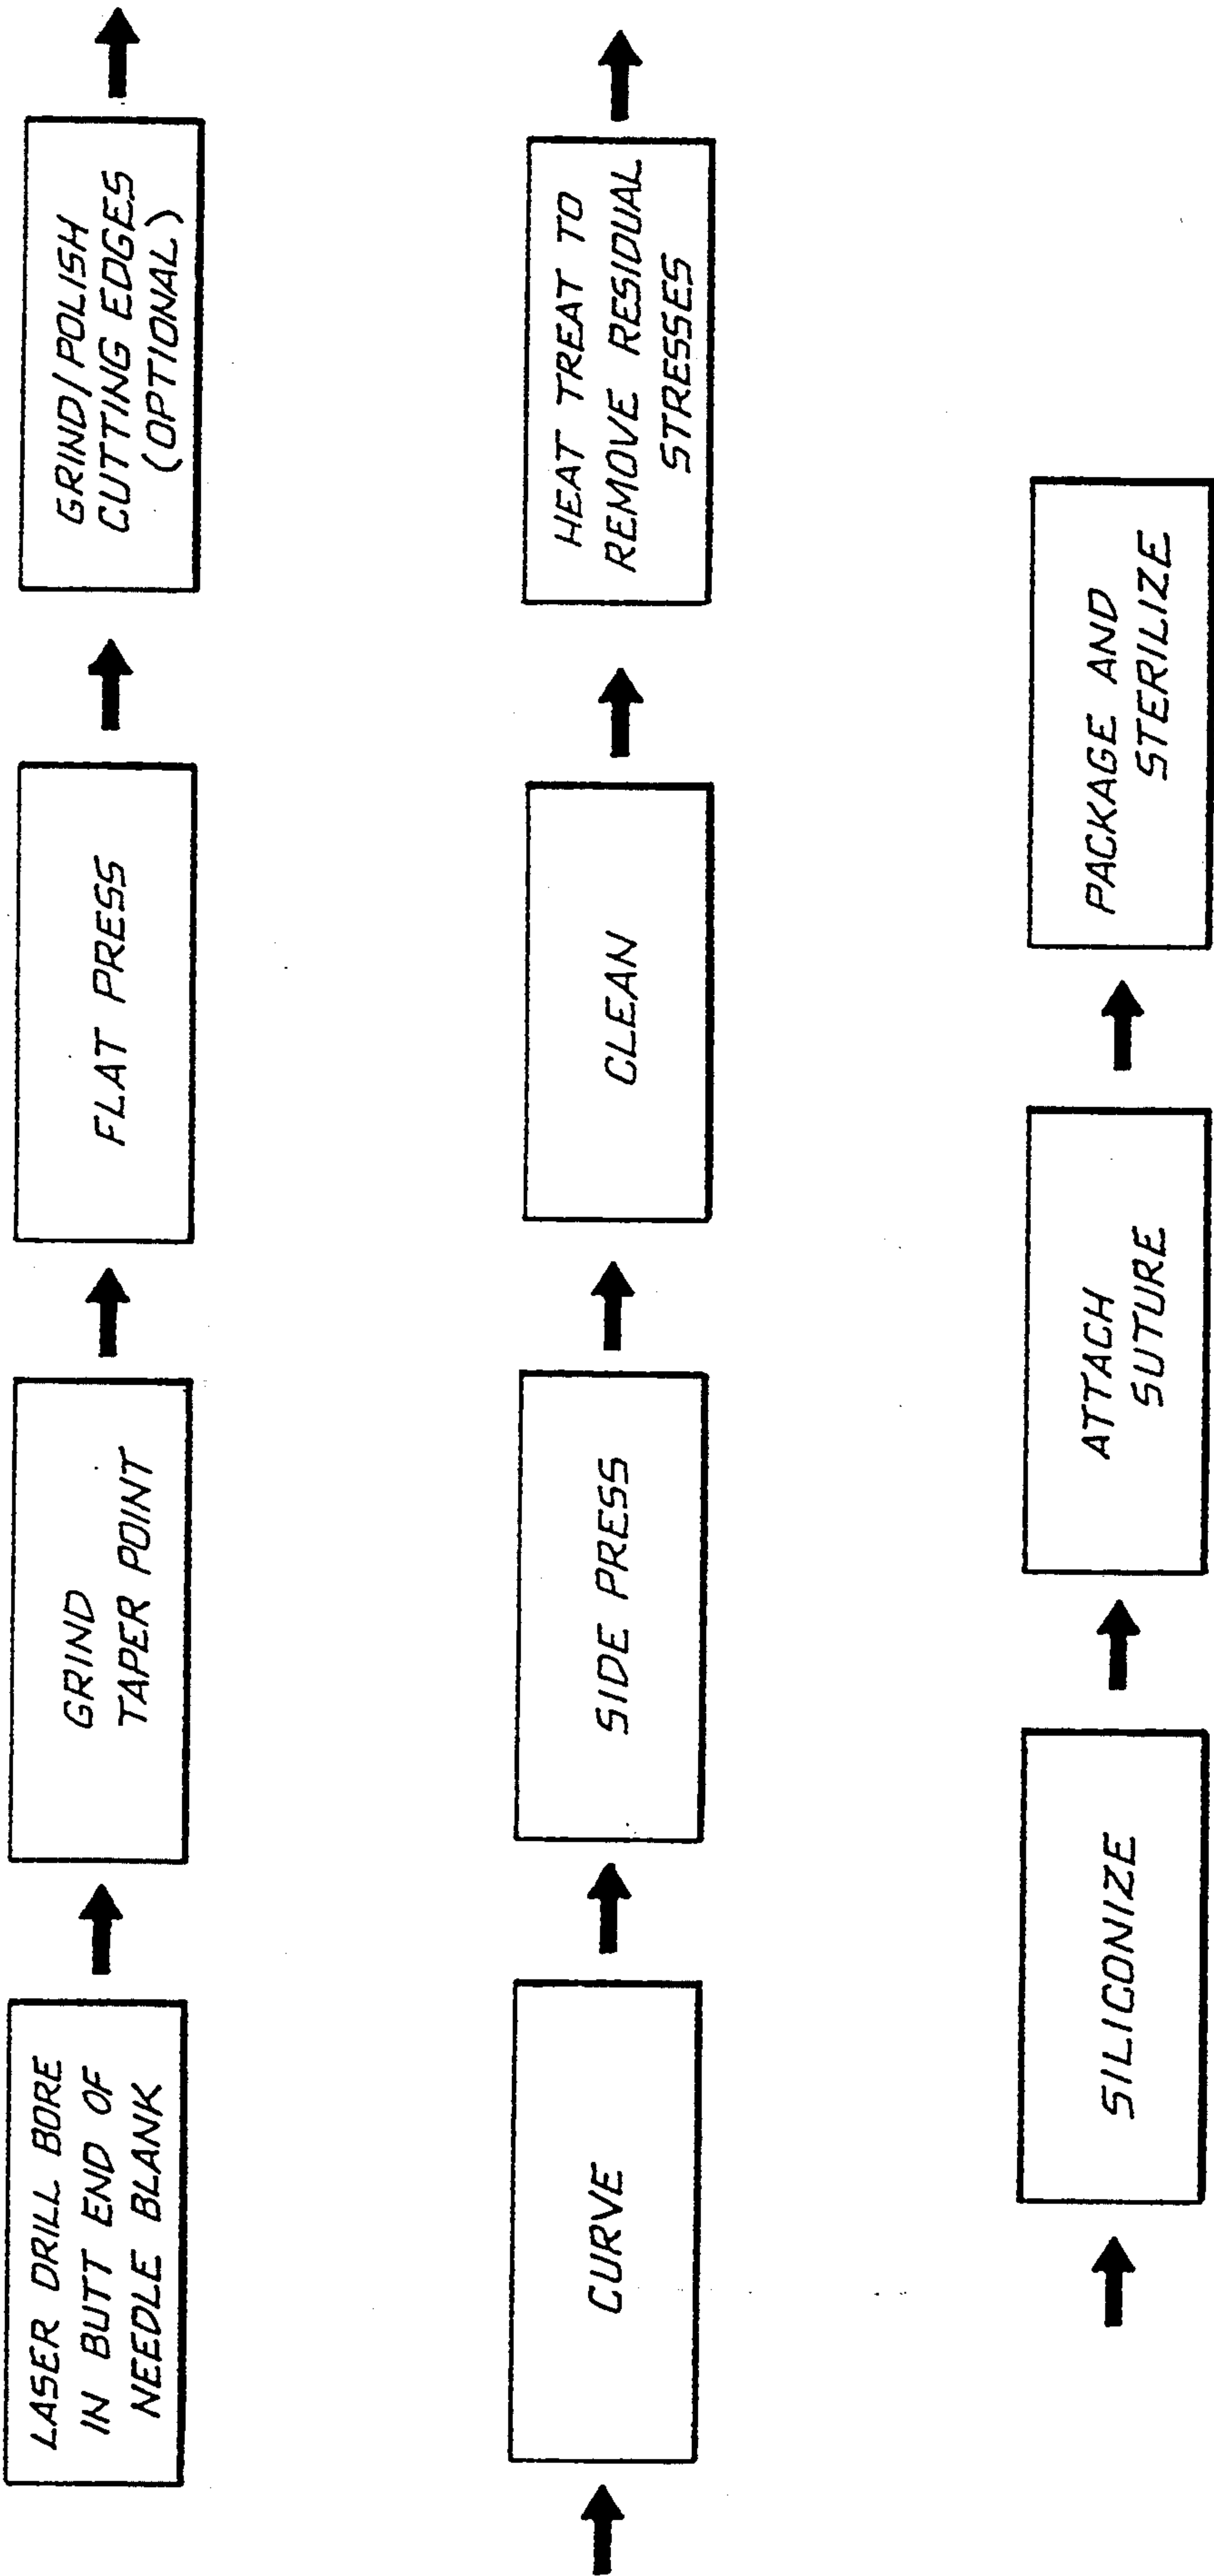 LASER DRILL BORE
IN BUTT END OF
NEEDLE BLANK
GRIND
TAPER POINT
FLAT PRESS
GRIND/POLISH
CUTTING EDGES
(OPTIONAL)
CURVE
SIDE PRESS
CLEAN
HEAT TREAT TO
REMOVE RESIDUAL
STRESSES
SILICONIZE
ATTACH
SUTURE
PACKAGE AND
STERILIZE